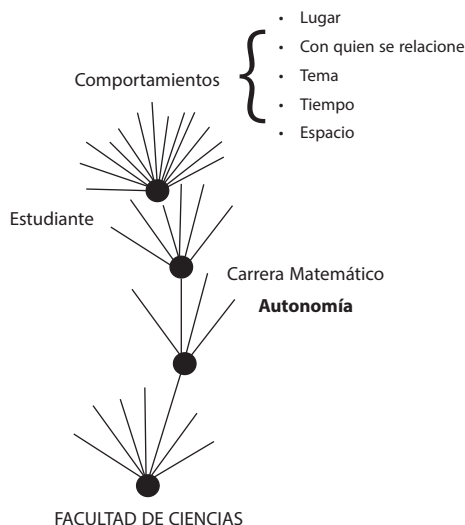 • Lugar
• Con quien se relacione
Comportamientos
{
• Tema
• Tiempo
• Espacio
Estudiante
Carrera Matemático
Autonomía
FACULTAD DE CIENCIAS